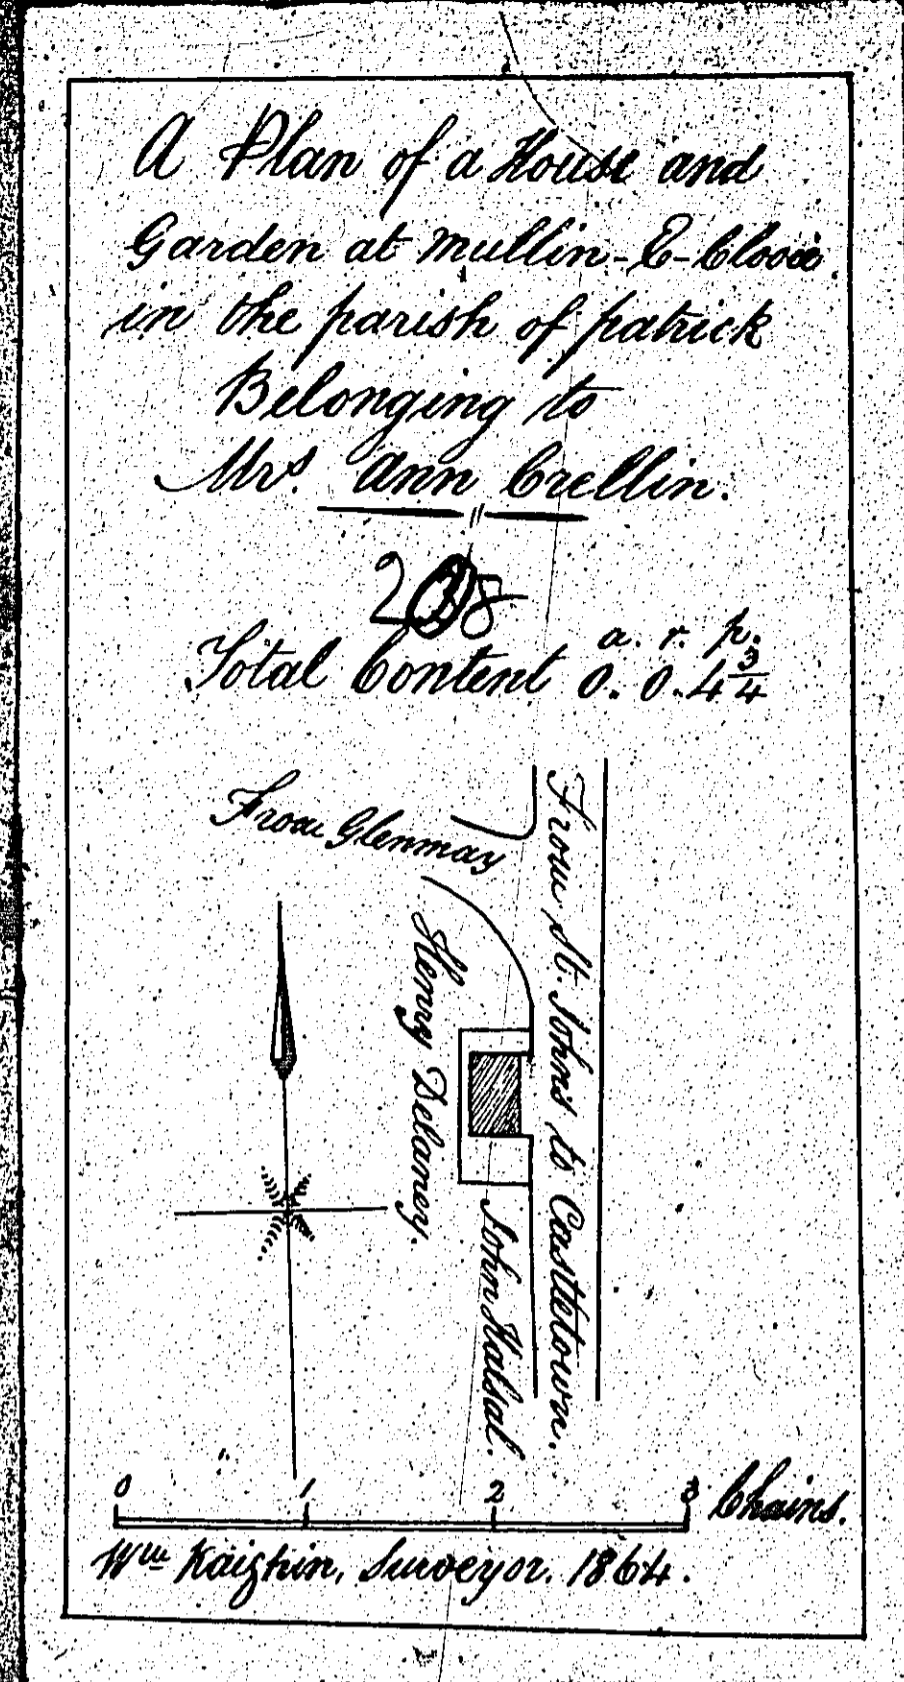 A Plan of a House and
Garden at Mullin-E-Clovie
in the parish of patrick
Belonging to
Mrs. Ann Crellin.
Total Content
a. r. p.
0. 0. 4 3/4
From Glenmay
From St. Johns to Castletown.
Henry Delaney.
John Halsal.
0 1 2 3 Chains.
Wm Kaighin, Surveyor. 1864.